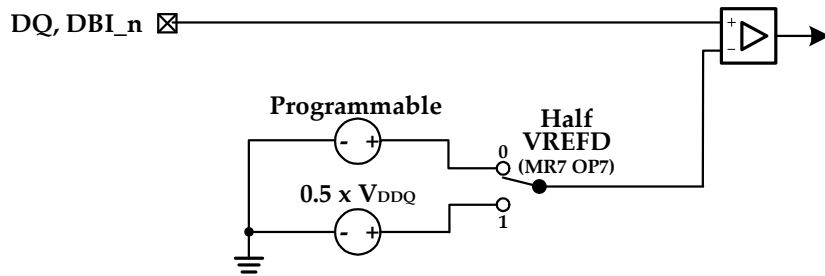 DQ, DBI_n
+
−
Programmable
- +
Half
VREFD
(MR7 OP7)
0
0.5 x VDDQ
- +
1